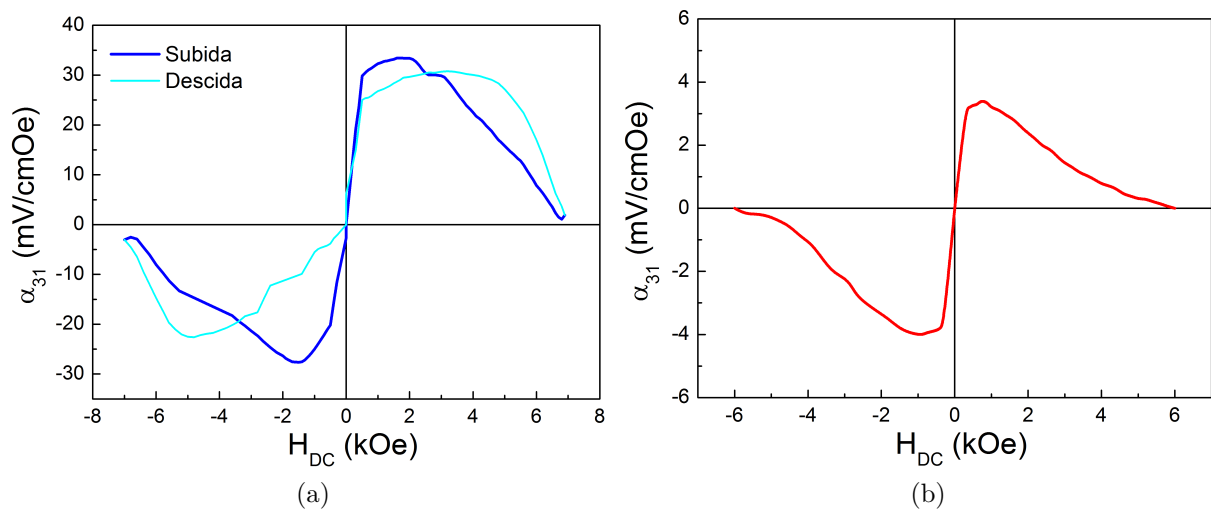 40
30
20
10
0
-10
-20
-30
α31 (mV/cmOe)
Subida
Descida
-8 -6 -4 -2 0 2 4 6 8
HDC (kOe)
(a)
6
4
2
0
-2
-4
-6
α31 (mV/cmOe)
-6 -4 -2 0 2 4 6
HDC (kOe)
(b)